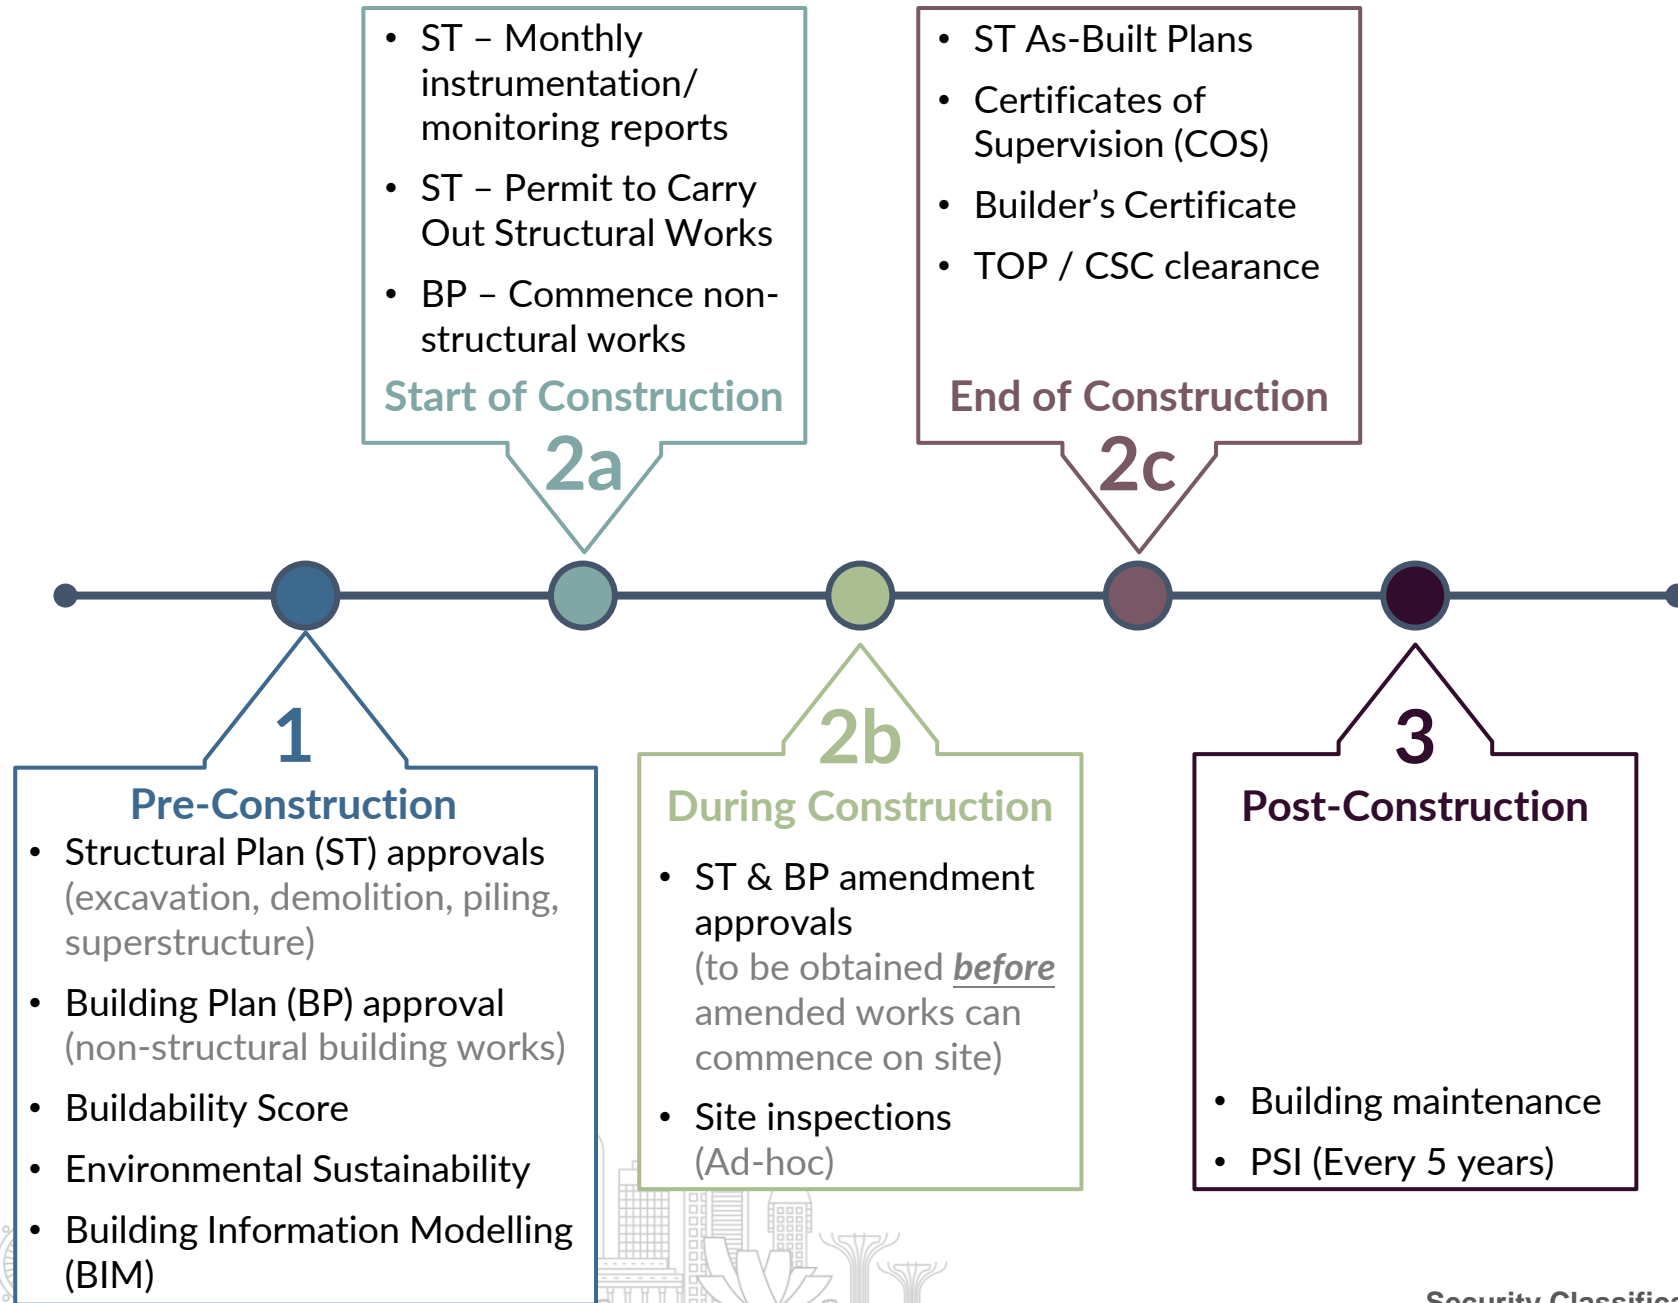 • ST – Monthly
instrumentation/
monitoring reports
• ST – Permit to Carry
Out Structural Works
• BP – Commence non-
structural works
Start of Construction
2a
• ST As-Built Plans
• Certificates of
Supervision (COS)
• Builder’s Certificate
• TOP / CSC clearance
End of Construction
2c
1
Pre-Construction
• Structural Plan (ST) approvals
(excavation, demolition, piling,
superstructure)
• Building Plan (BP) approval
(non-structural building works)
• Buildability Score
• Environmental Sustainability
• Building Information Modelling
(BIM)
2b
During Construction
• ST & BP amendment
approvals
(to be obtained before
amended works can
commence on site)
• Site inspections
(Ad-hoc)
3
Post-Construction
• Building maintenance
• PSI (Every 5 years)
Security